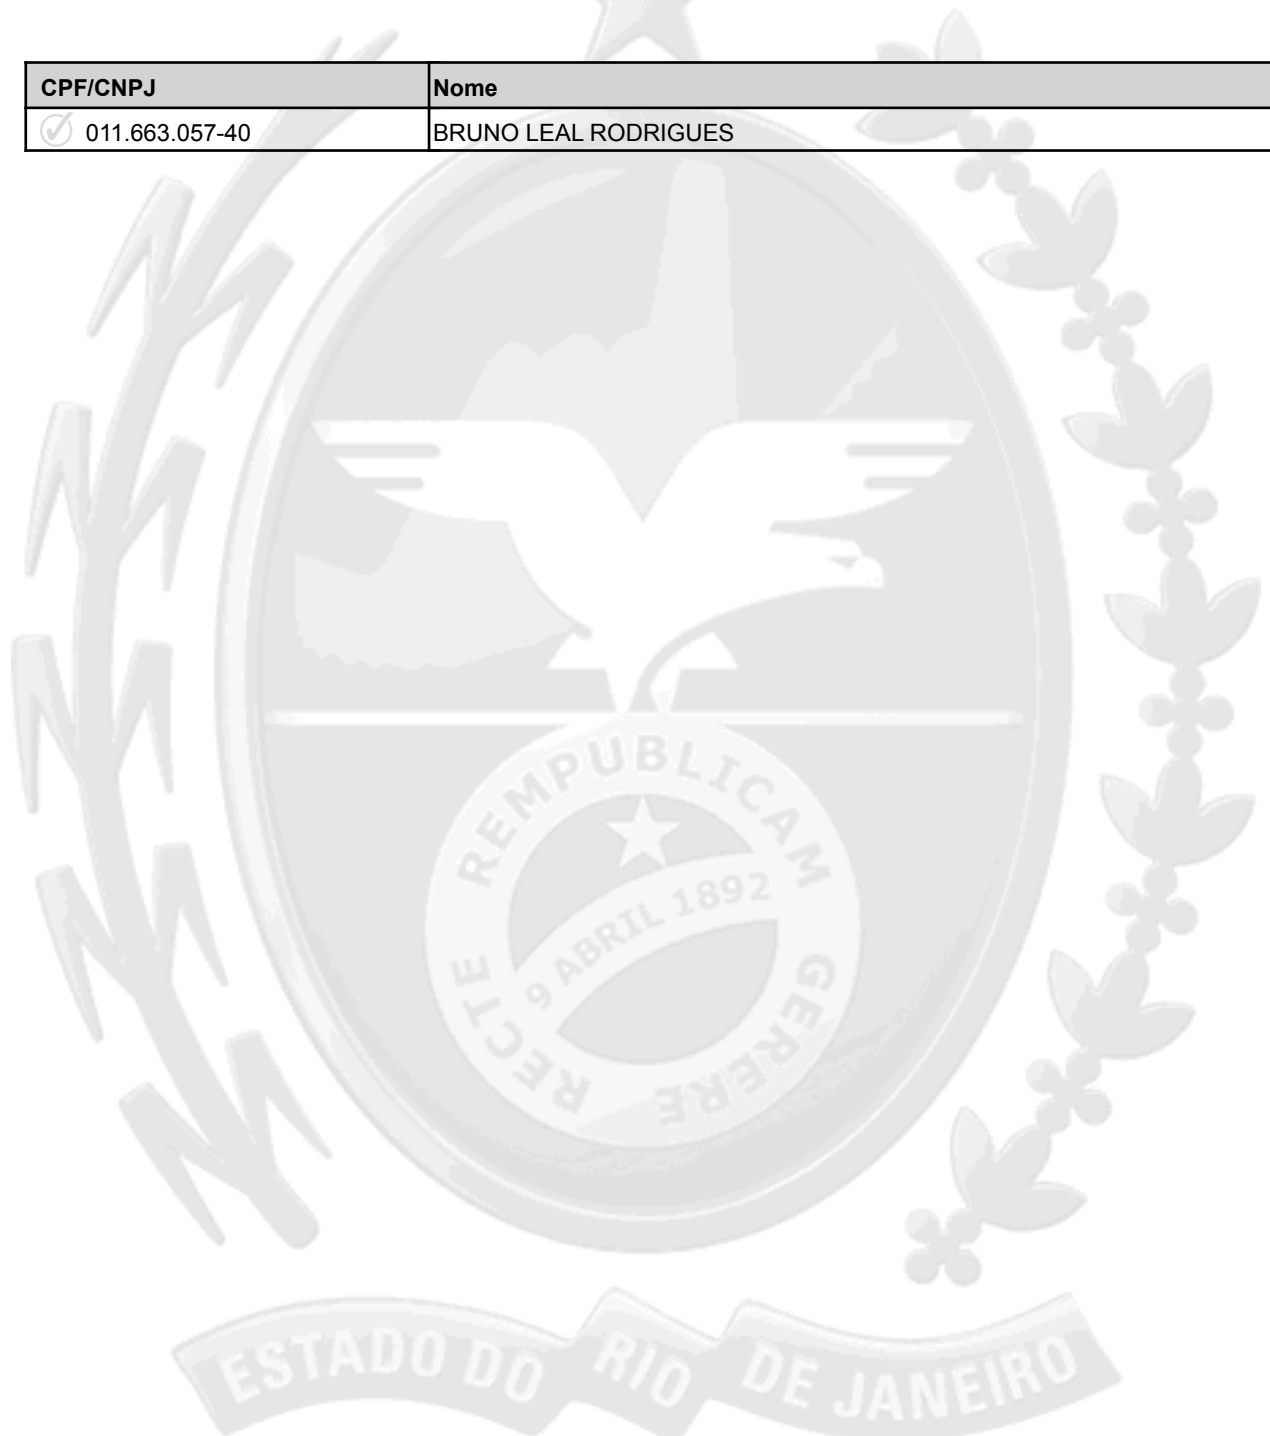 CPF/CNPJ Nome
011.663.057-40 BRUNO LEAL RODRIGUES
REMPUBLICAM
9 ABRIL 1892
RECTE GERERE
ESTADO DO RIO DE JANEIRO